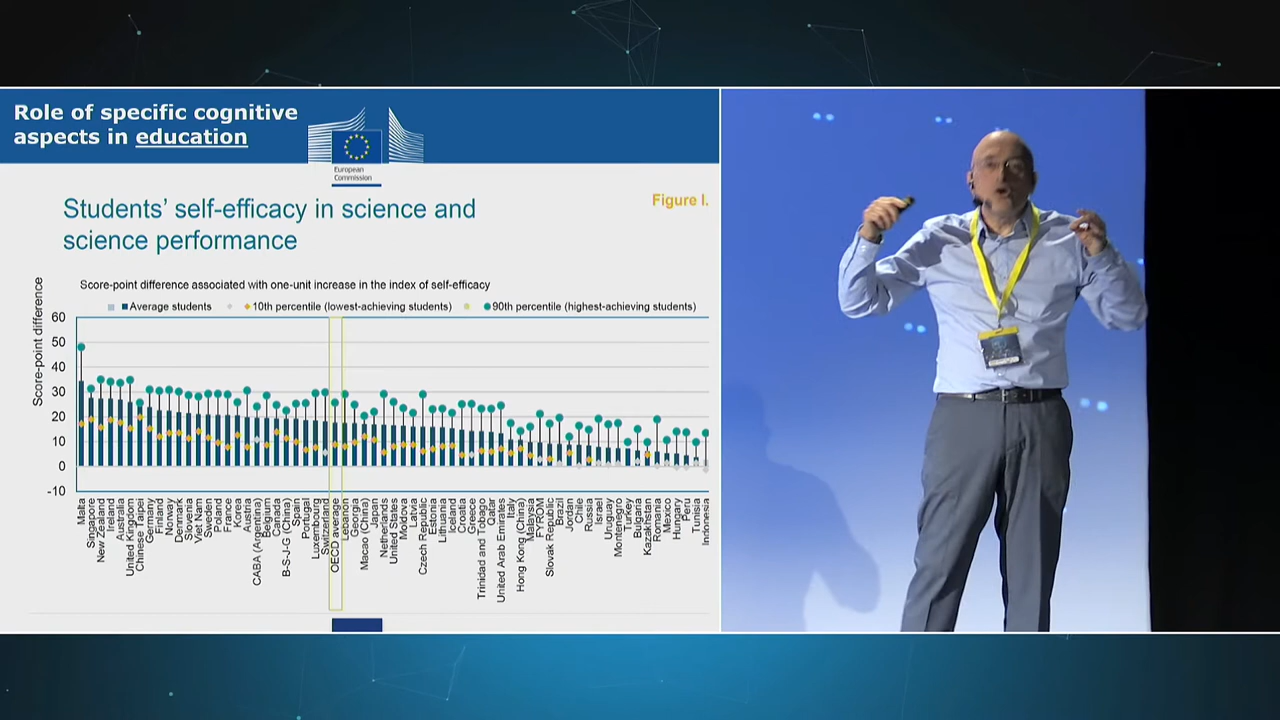 Role of specific cognitive
aspects in education
European
Commission
Students' self-efficacy in science and
science performance
Figure I.
Score-point difference associated with one-unit increase in the index of self-efficacy
Average students
10th percentile (lowest-achieving students)
90th percentile (highest-achieving students)
Score-point difference
60
50
40
30
20
10
0
-10
Malta
Singapore
New Zealand
Ireland
Australia
United Kingdom
Chinese Taipei
Germany
Finland
Norway
Denmark
Slovenia
Viet Nam
Sweden
Poland
France
Korea
Austria
CABA (Argentina)
Belgium
Canada
B-S-J-G (China)
Spain
Portugal
Luxembourg
Switzerland
OECD average
Lebanon
Georgia
Macao (China)
Japan
Netherlands
United States
Moldova
Latvia
Czech Republic
Estonia
Lithuania
Iceland
Croatia
Costa Rica
Trinidad and Tobago
Qatar
United Arab Emirates
Italy
Hong Kong (China)
Malaysia
FYROM
Slovak Republic
Brazil
Jordan
Chile
Russia
Israel
Uruguay
Montenegro
Turkey
Bulgaria
Kazakhstan
Romania
Mexico
Hungary
Peru
Tunisia
Indonesia